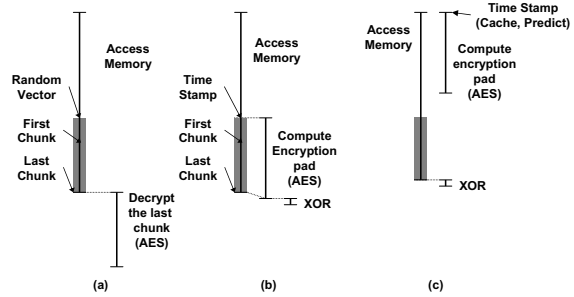 Access
Memory
Random
Vector
First
Chunk
Last
Chunk
Decrypt
the last
chunk
(AES)
(a)
Access
Memory
Time
Stamp
First
Chunk
Last
Chunk
Compute
Encryption
pad
(AES)
XOR
(b)
Time Stamp
(Cache, Predict)
Access
Memory
Compute
encryption
pad
(AES)
XOR
(c)